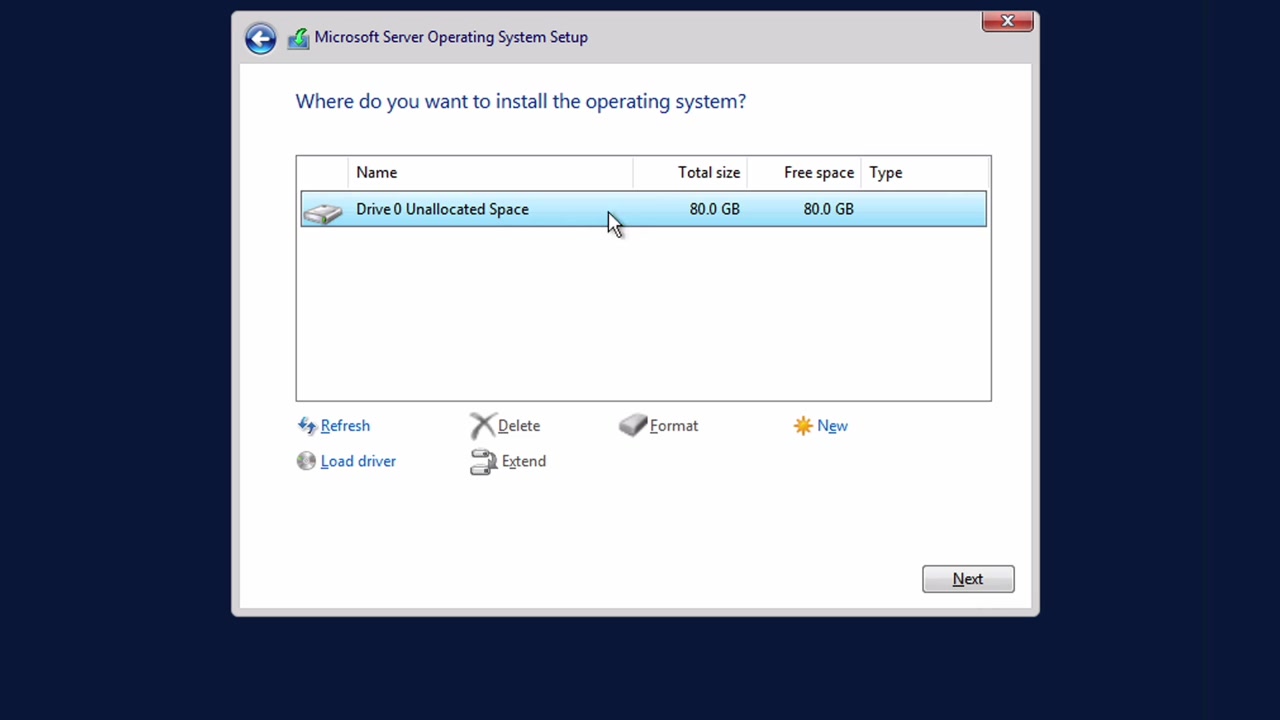 Microsoft Server Operating System Setup
Where do you want to install the operating system?
Name Total size Free space Type
Drive 0 Unallocated Space 80.0 GB 80.0 GB
Refresh Delete Format New
Load driver Extend
Next